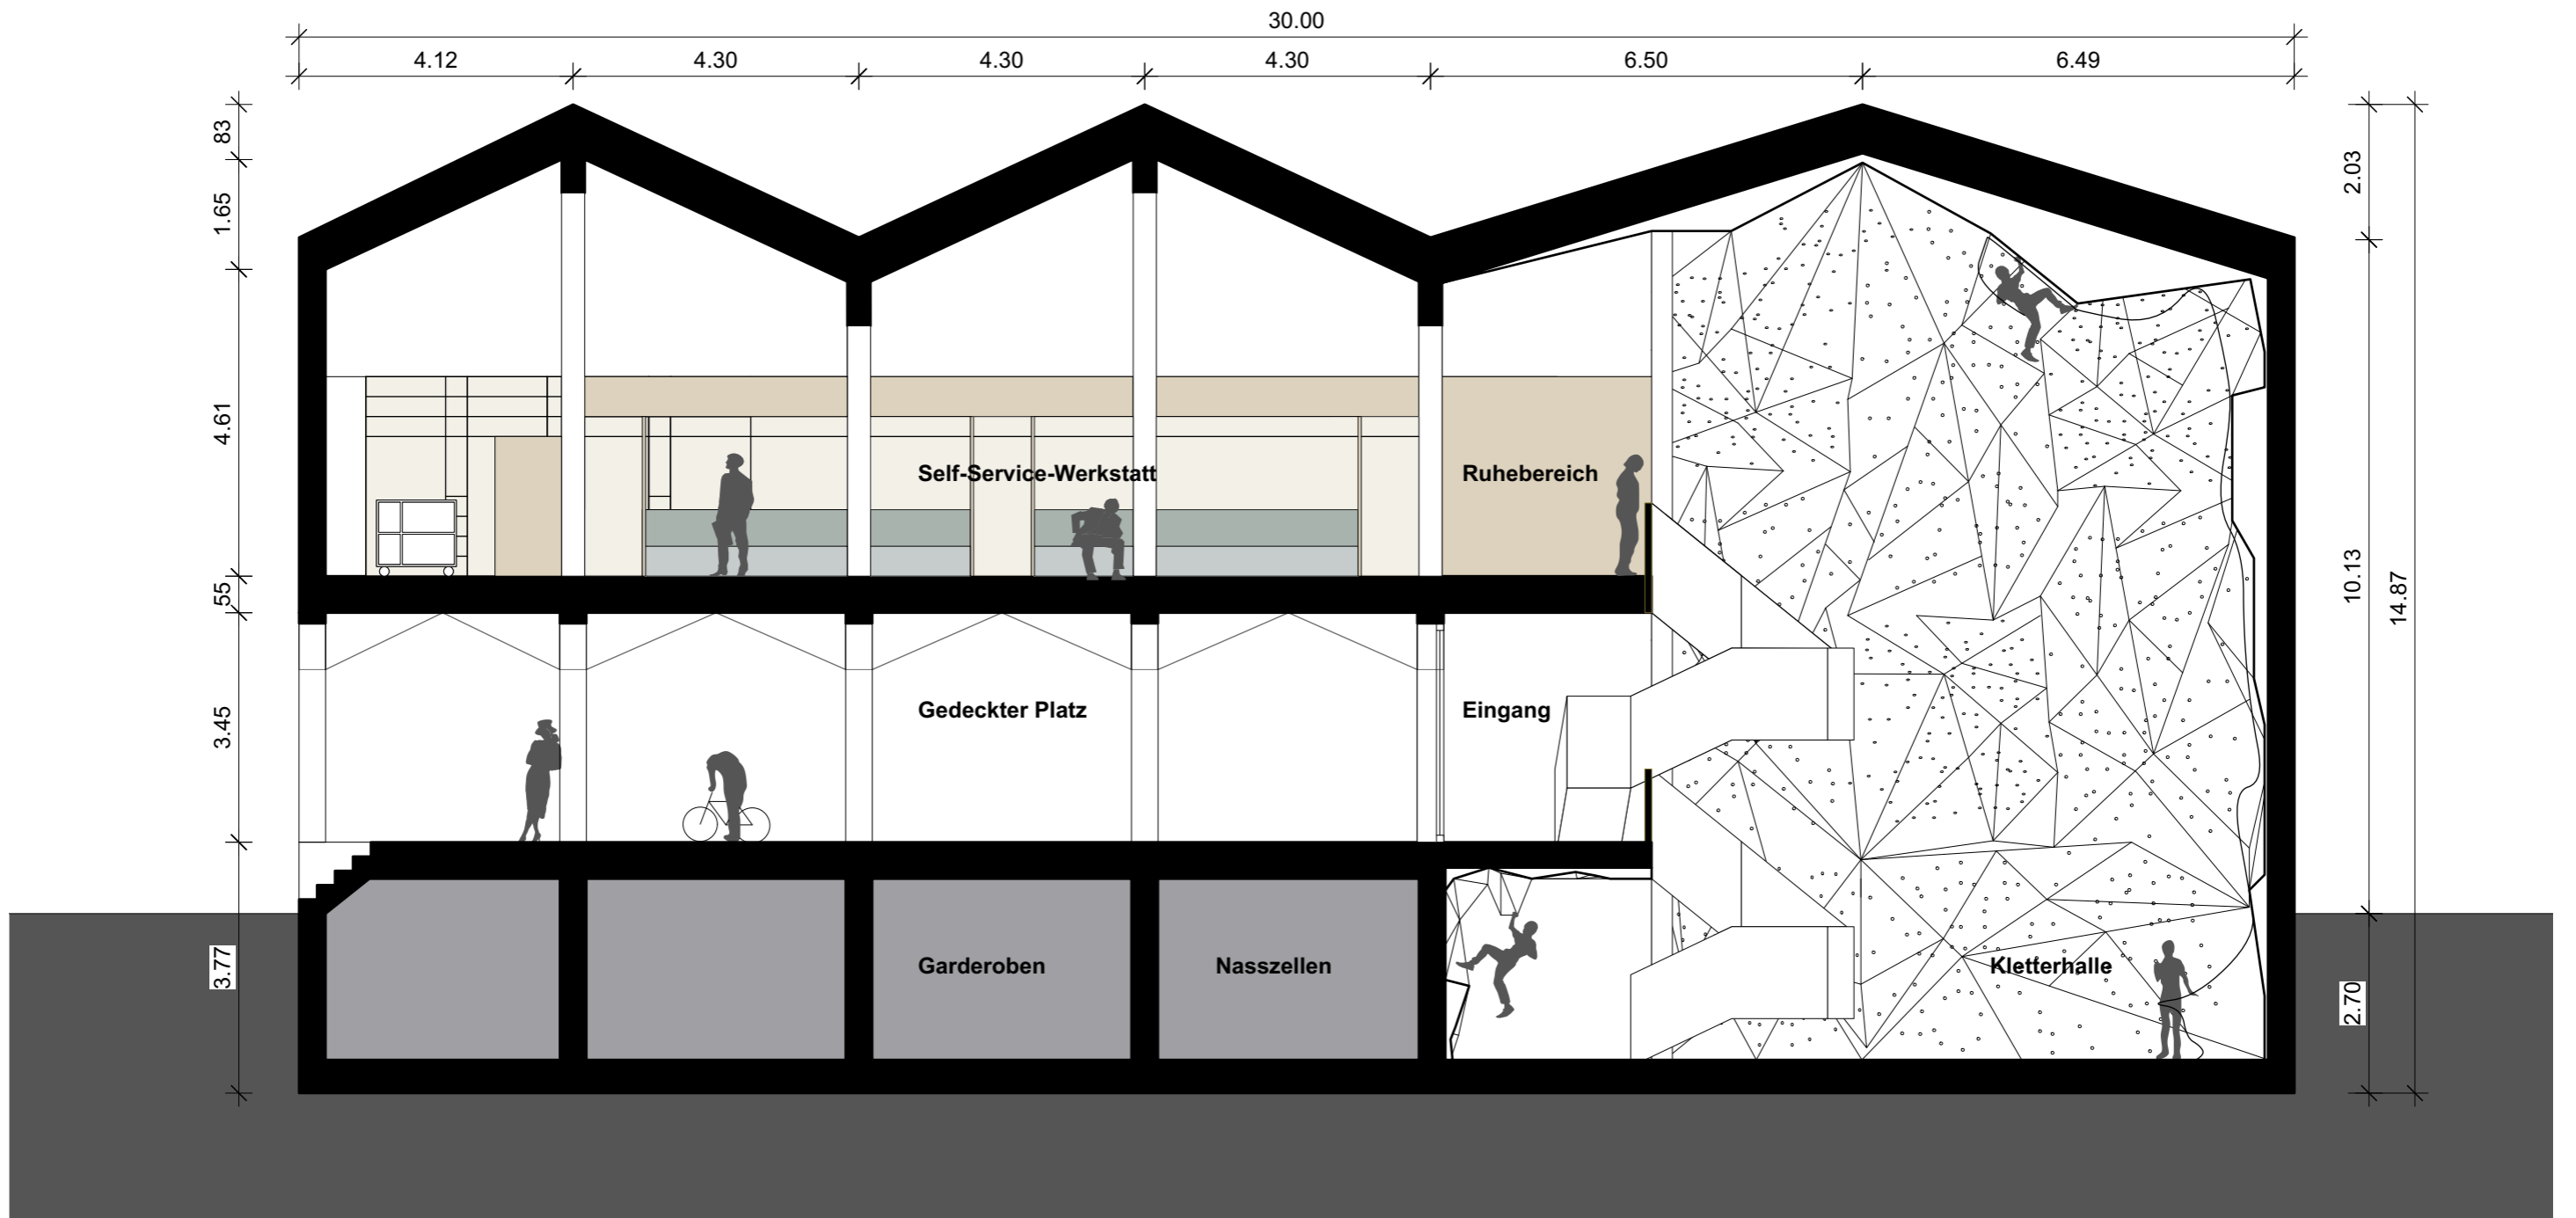 30.00
4.12 4.30 4.30 4.30 6.50 6.49
83
1.65
4.61
55
3.45
3.77
2.03
10.13
2.70
14.87
Self-Service-Werkstatt
Ruhebereich
Gedeckter Platz
Eingang
Garderoben
Nasszellen
Kletterhalle